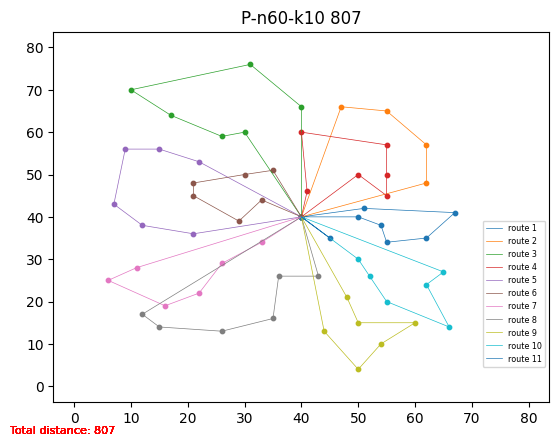 P-n60-k10 807
80
70
60
50
40
30
20
10
0
0 10 20 30 40 50 60 70 80
route 1
route 2
route 3
route 4
route 5
route 6
route 7
route 8
route 9
route 10
route 11
Total distance: 807